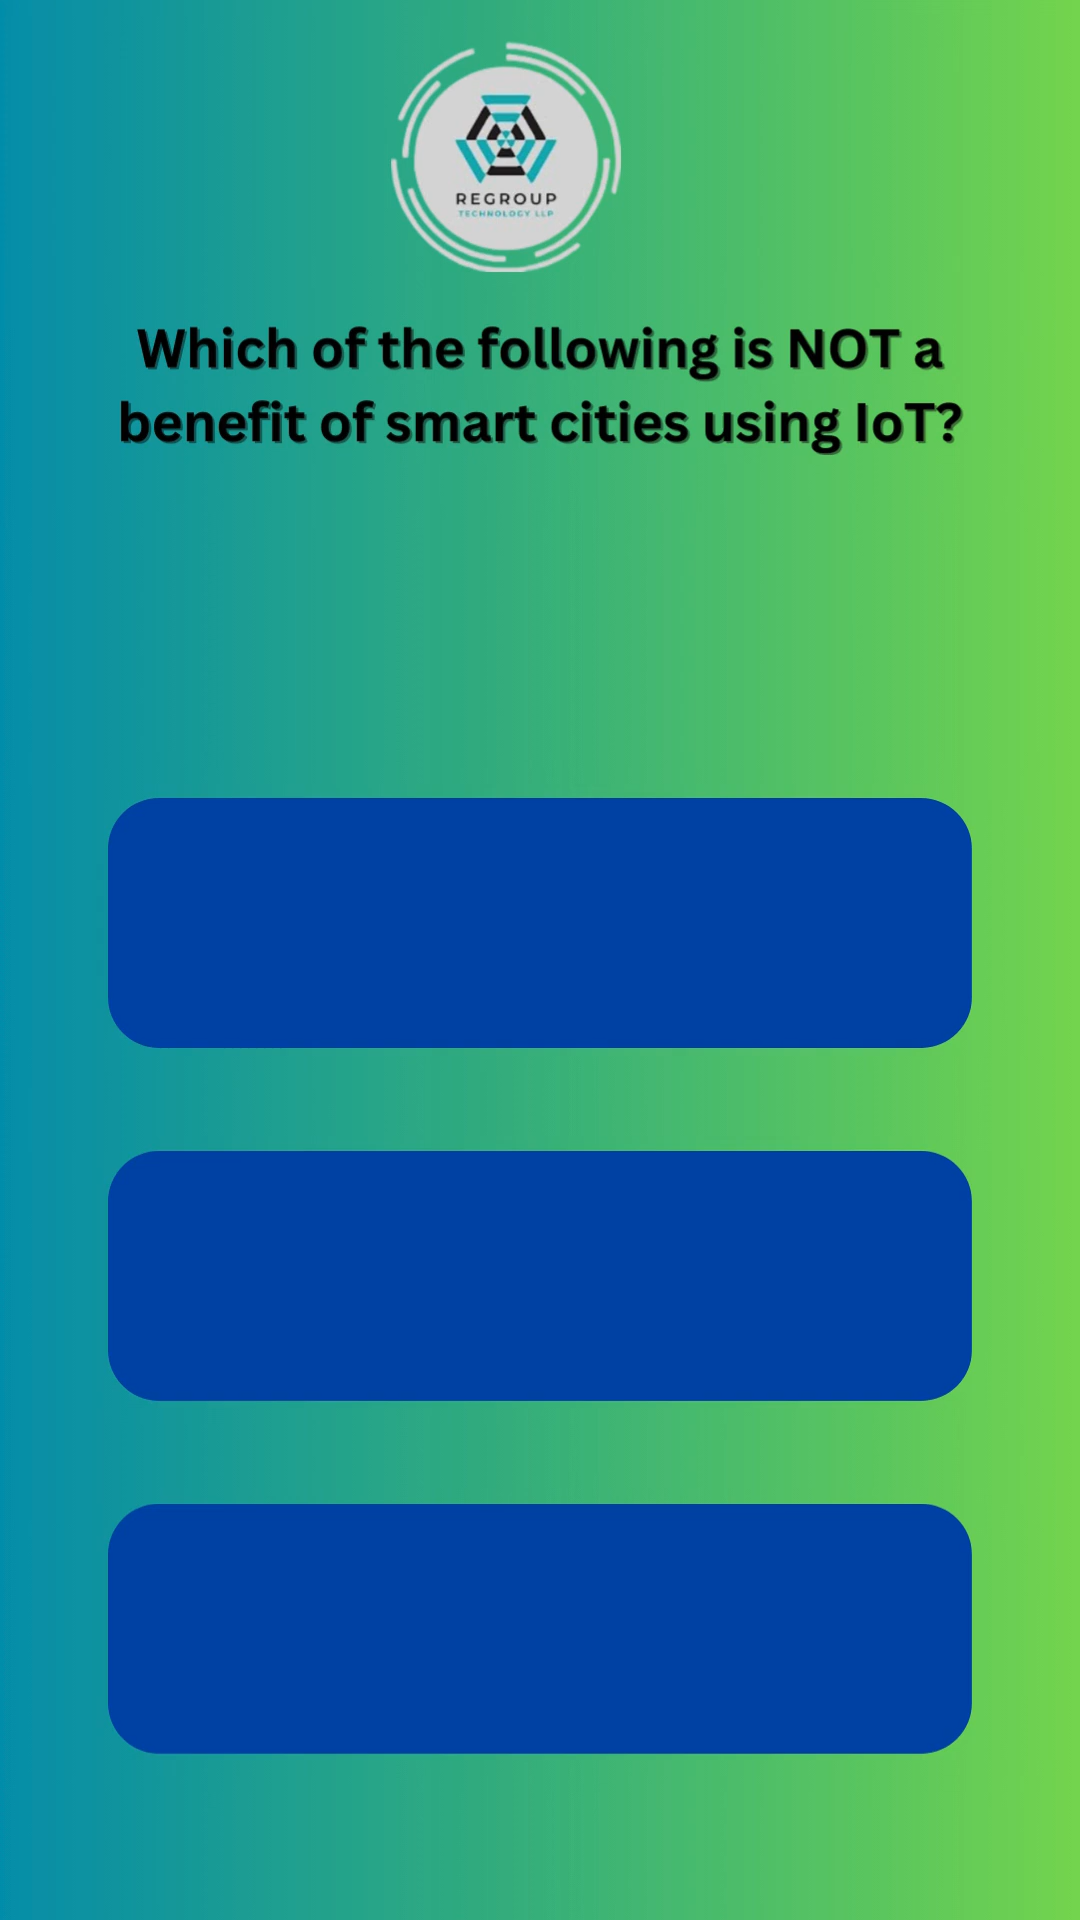 REGROUP
TECHNOLOGY LLP
Which of the following is NOT a
benefit of smart cities using IoT?